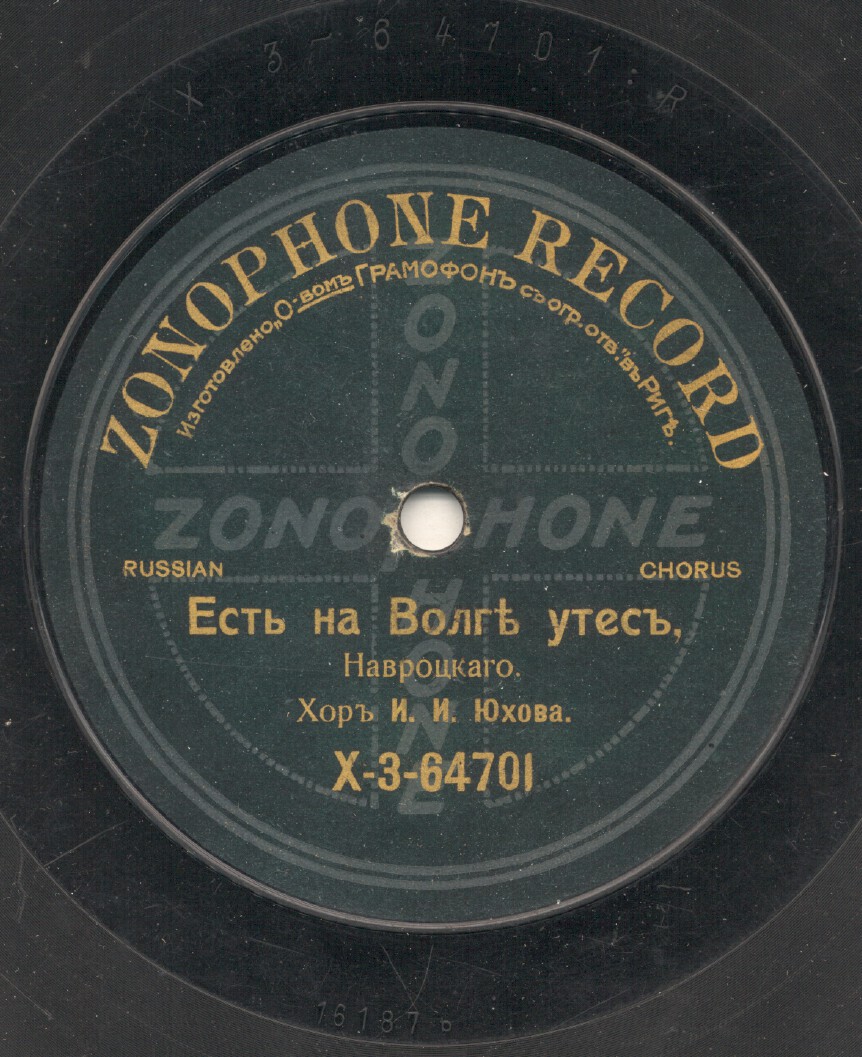 X-3-64701 R
ZONOPHONE RECORD
Изготовлено „О-вомъ ГРАМОФОНЪ съ огр. отв." въ Ригѣ.
ZONOPHONE
ZONOPHONE
RUSSIAN CHORUS
Есть на Волгѣ утесъ,
Навроцкаго.
Хоръ И. И. Юхова.
X-3-64701
16187 b